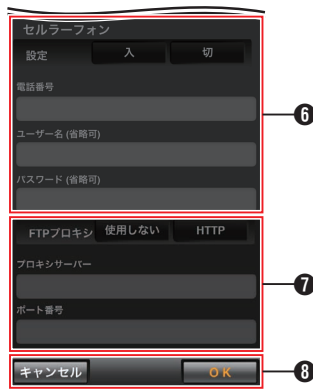 セルラーフォン
設定 入 切
電話番号
ユーザー名 (省略可)
パスワード (省略可)
6
FTPプロキシ 使用しない HTTP
プロキシサーバー
ポート番号
7
キャンセル OK
8